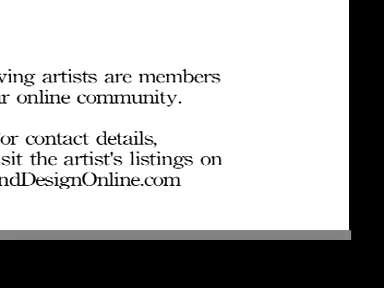 ving artists are members
r online community.
or contact details,
sit the artist's listings on
ndDesignOnline.com